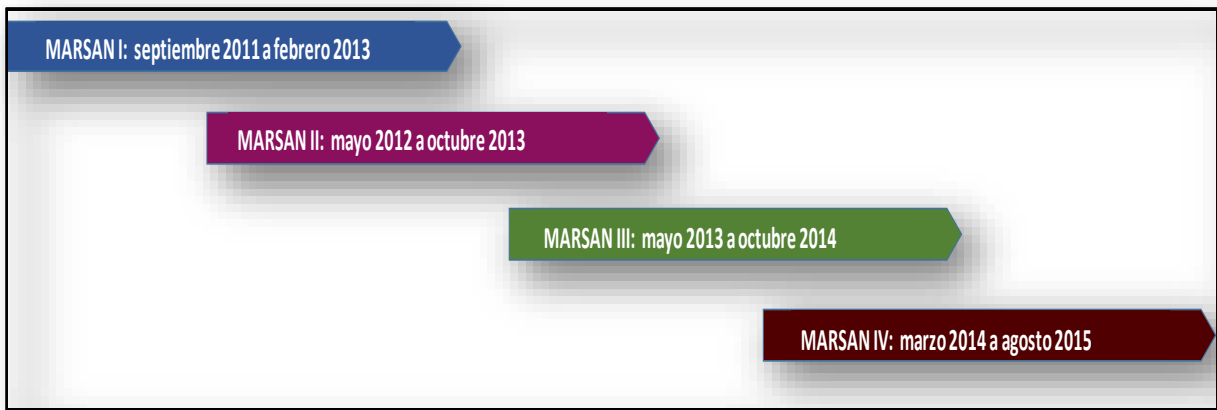 MARSAN I: septiembre 2011 a febrero 2013
MARSAN II: mayo 2012 a octubre 2013
MARSAN III: mayo 2013 a octubre 2014
MARSAN IV: marzo 2014 a agosto 2015